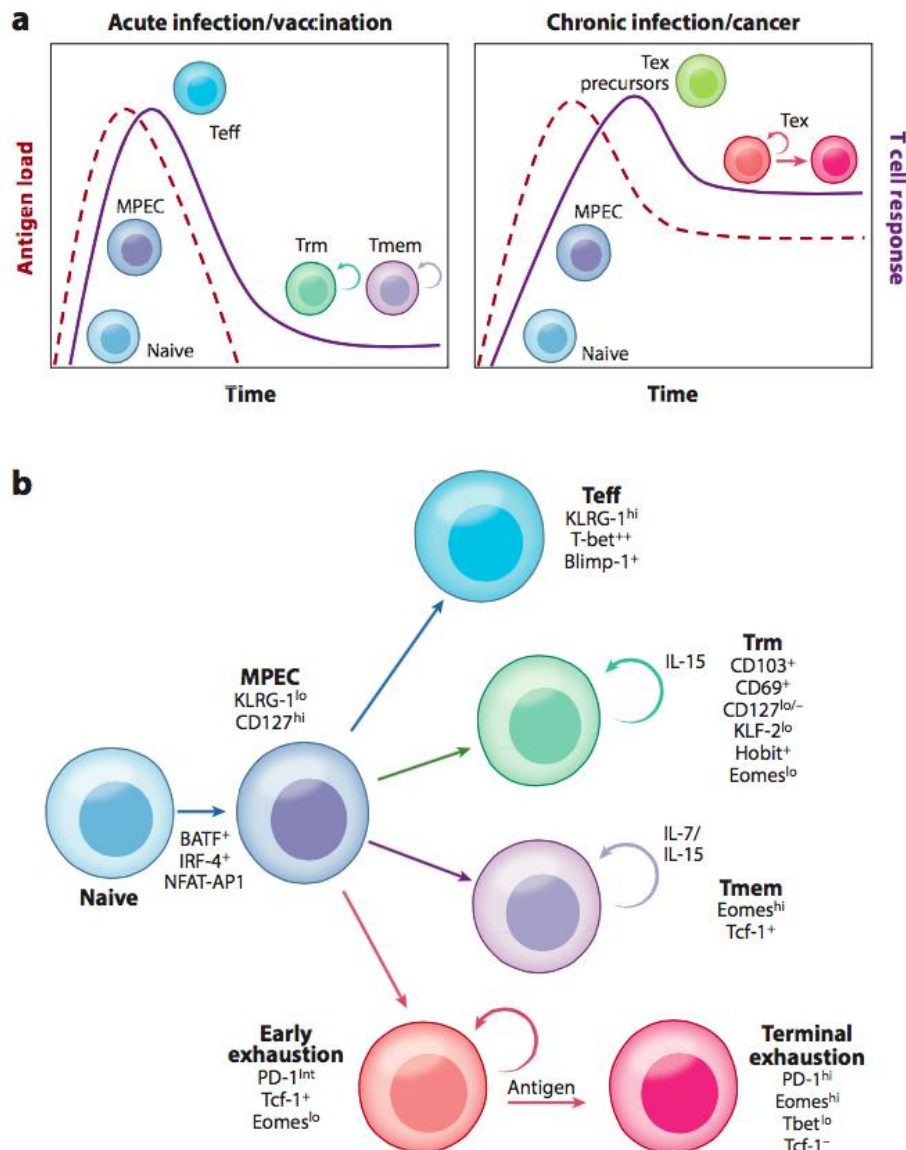 a
Acute infection/vaccination
Antigen load
Teff
MPEC
Naive
Trm
Tmem
Time
Chronic infection/cancer
Tex
precursors
Tex
MPEC
Naive
T cell response
Time
b
Teff
KLRG-1hi
T-bet++
Blimp-1+
MPEC
KLRG-1lo
CD127hi
IL-15
Trm
CD103+
CD69+
CD127lo/–
KLF-2lo
Hobit+
Eomeslo
Naive
BATF+
IRF-4+
NFAT-AP1
IL-7/
IL-15
Tmem
Eomeshi
Tcf-1+
Early
exhaustion
PD-1Int
Tcf-1+
Eomeslo
Antigen
Terminal
exhaustion
PD-1hi
Eomeshi
Tbetlo
Tcf-1–